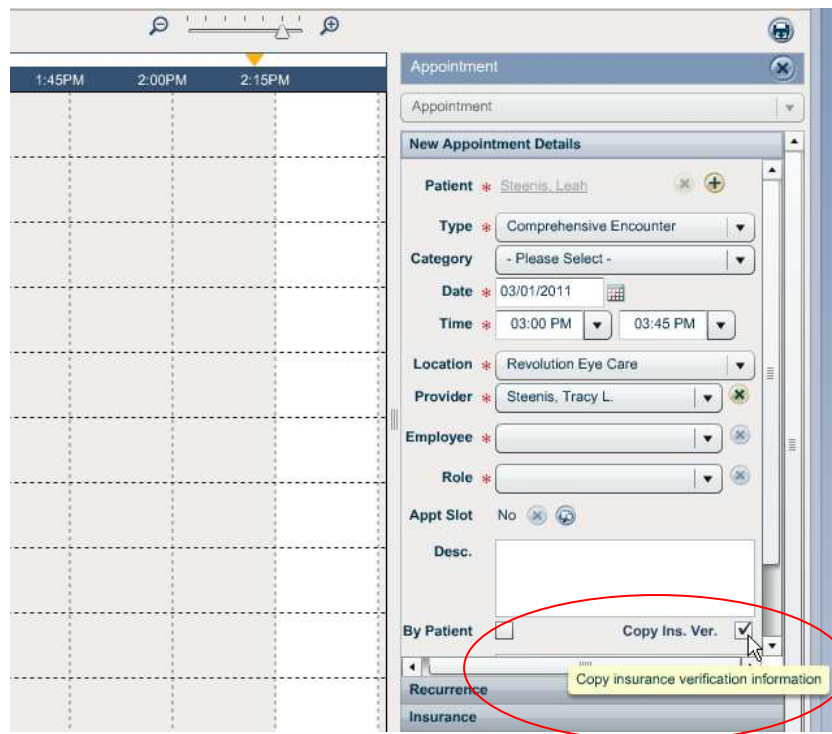 1:45PM 2:00PM 2:15PM
Appointment
Appointment
New Appointment Details
Patient * Steenis, Leah
Type * Comprehensive Encounter
Category - Please Select -
Date * 03/01/2011
Time * 03:00 PM 03:45 PM
Location * Revolution Eye Care
Provider * Steenis, Tracy L.
Employee *
Role *
Appt Slot No
Desc.
By Patient Copy Ins. Ver.
Copy insurance verification information
Recurrence
Insurance